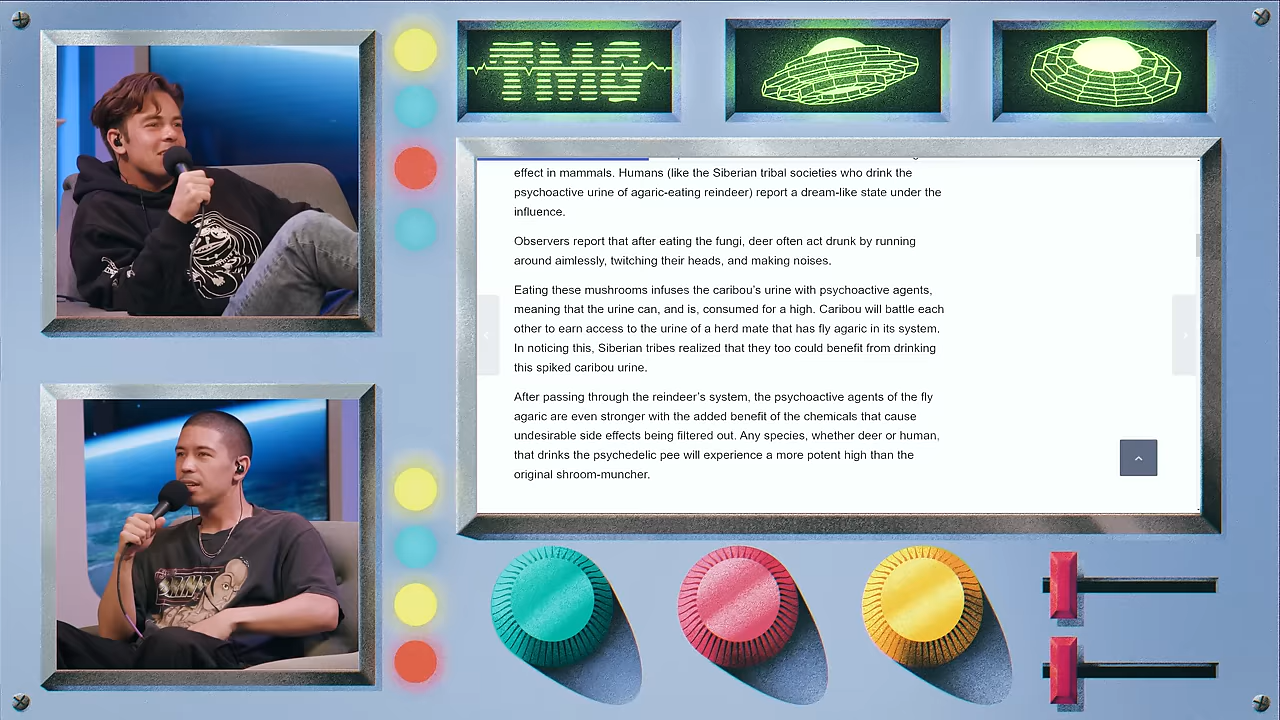 TMG
effect in mammals. Humans (like the Siberian tribal societies who drink the
psychoactive urine of agaric-eating reindeer) report a dream-like state under the
influence.
Observers report that after eating the fungi, deer often act drunk by running
around aimlessly, twitching their heads, and making noises.
Eating these mushrooms infuses the caribou's urine with psychoactive agents,
meaning that the urine can, and is, consumed for a high. Caribou will battle each
other to earn access to the urine of a herd mate that has fly agaric in its system.
In noticing this, Siberian tribes realized that they too could benefit from drinking
this spiked caribou urine.
After passing through the reindeer's system, the psychoactive agents of the fly
agaric are even stronger with the added benefit of the chemicals that cause
undesirable side effects being filtered out. Any species, whether deer or human,
that drinks the psychedelic pee will experience a more potent high than the
original shroom-muncher.